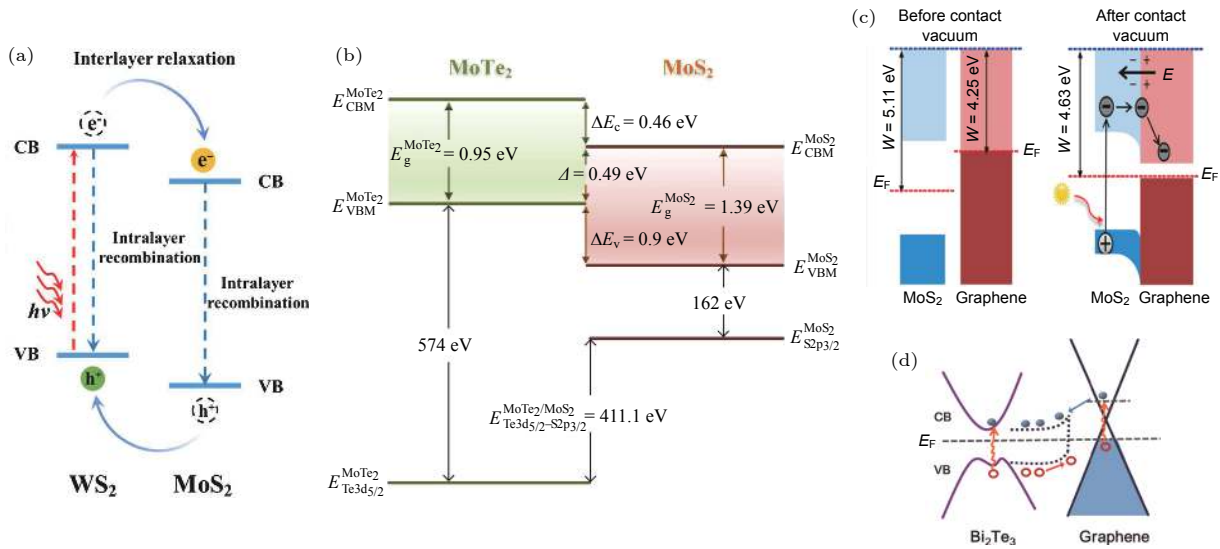 (a)
Interlayer relaxation
e⁻
CB
e⁻
CB
Intralayer
recombination
Intralayer
recombination
hν
VB
h⁺
VB
h⁺
WS₂
MoS₂
(b)
MoTe₂
MoS₂
E_CBM^MoTe2
ΔE_c = 0.46 eV
E_g^MoTe2 = 0.95 eV
E_CBM^MoS2
Δ = 0.49 eV
E_VBM^MoTe2
E_g^MoS2 = 1.39 eV
ΔE_v = 0.9 eV
E_VBM^MoS2
162 eV
574 eV
E_S2p3/2^MoS2
E_Te3d5/2–S2p3/2^MoTe2/MoS2 = 411.1 eV
E_Te3d5/2^MoTe2
(c)
Before contact
vacuum
After contact
vacuum
W = 5.11 eV
W = 4.25 eV
E_F
E_F
MoS₂
Graphene
W = 4.63 eV
− +
− +
E
− +
E_F
MoS₂
Graphene
(d)
CB
E_F
VB
Bi₂Te₃
Graphene